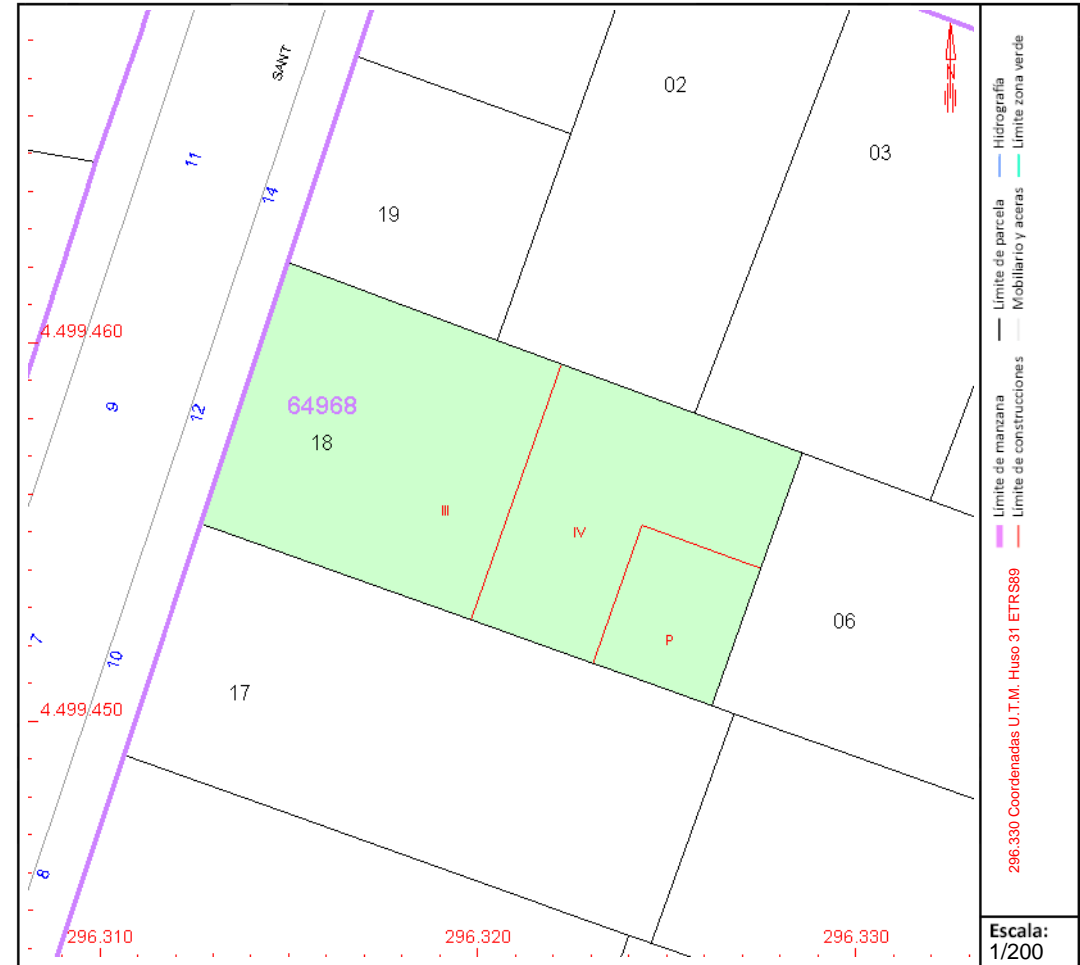 SANT
02
03
11
14
19
4.499.460
64968
9
12
18
III
IV
P
06
7
10
17
4.499.450
8
296.310
296.320
296.330
N
Hidrografía
Límite zona verde
Límite de parcela
Mobiliario y aceras
Límite de manzana
Límite de construcciones
296.330 Coordenadas U.T.M. Huso 31 ETRS89
Escala:
1/200